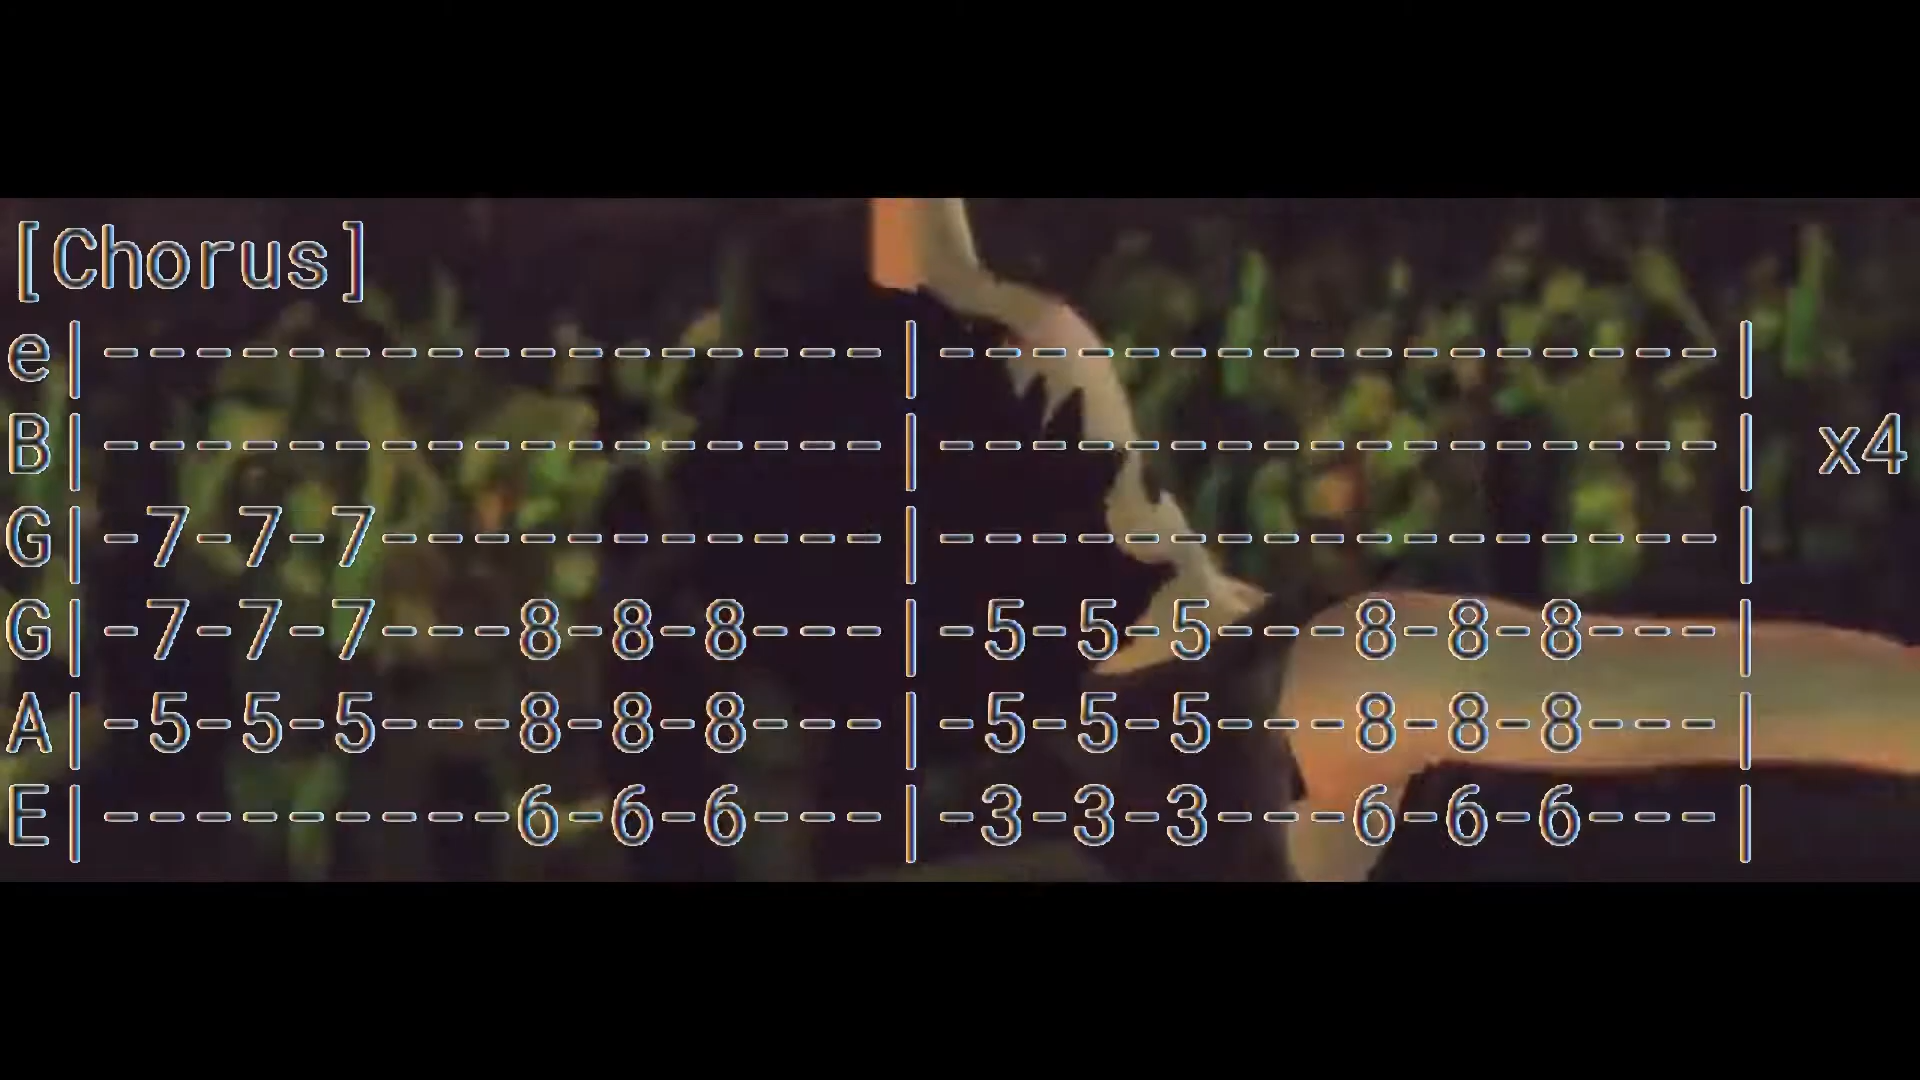 [Chorus]
e|-----------------|-----------------|
B|-----------------|-----------------| x4
G|-7-7-7-----------|-----------------|
G|-7-7-7---8-8-8---|-5-5-5---8-8-8---|
A|-5-5-5---8-8-8---|-5-5-5---8-8-8---|
E|---------6-6-6---|-3-3-3---6-6-6---|